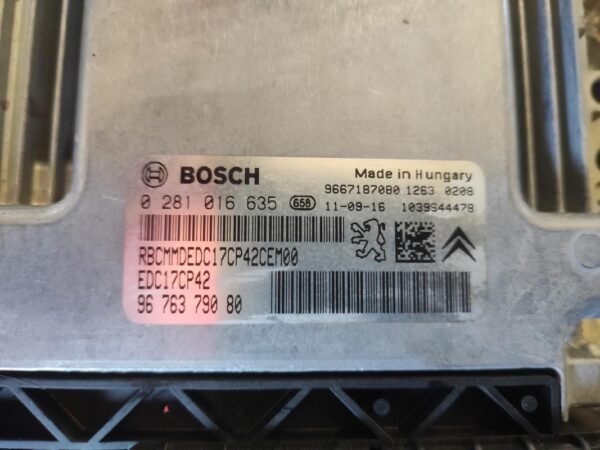 BOSCH
Made in Hungary
9667187080 1263 0208
0 281 016 635 658 11-09-16 1039S44478
RBCMMDEDC17CP42CEM00
EDC17CP42
96 763 790 80